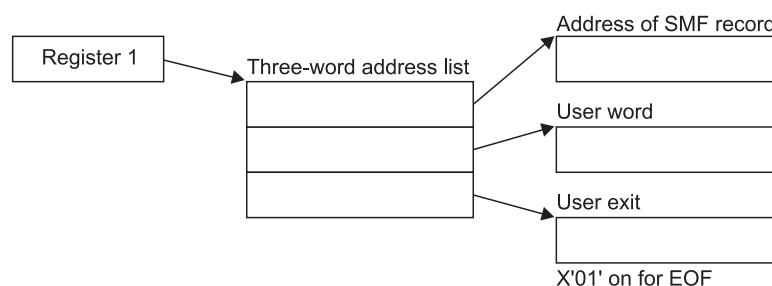 Address of SMF record
Register 1
Three-word address list
User word
User exit
X'01' on for EOF